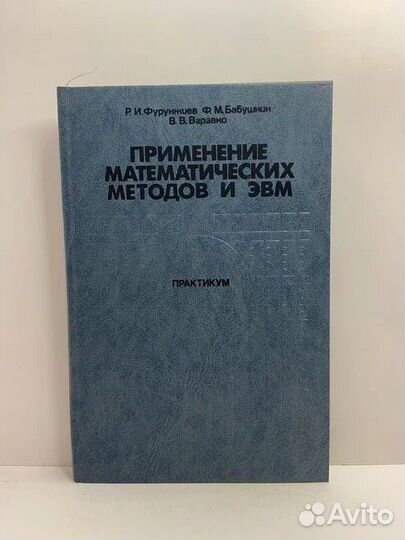 Р. И. Фурунжиев Ф. М. Бабушкин
В. В. Варавко
ПРИМЕНЕНИЕ
МАТЕМАТИЧЕСКИХ
МЕТОДОВ И ЭВМ
ПРАКТИКУМ
Avito